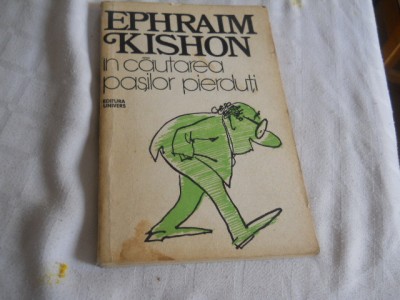 EPHRAIM
KISHON
în căutarea
pașilor pierduți
EDITURA
UNIVERS